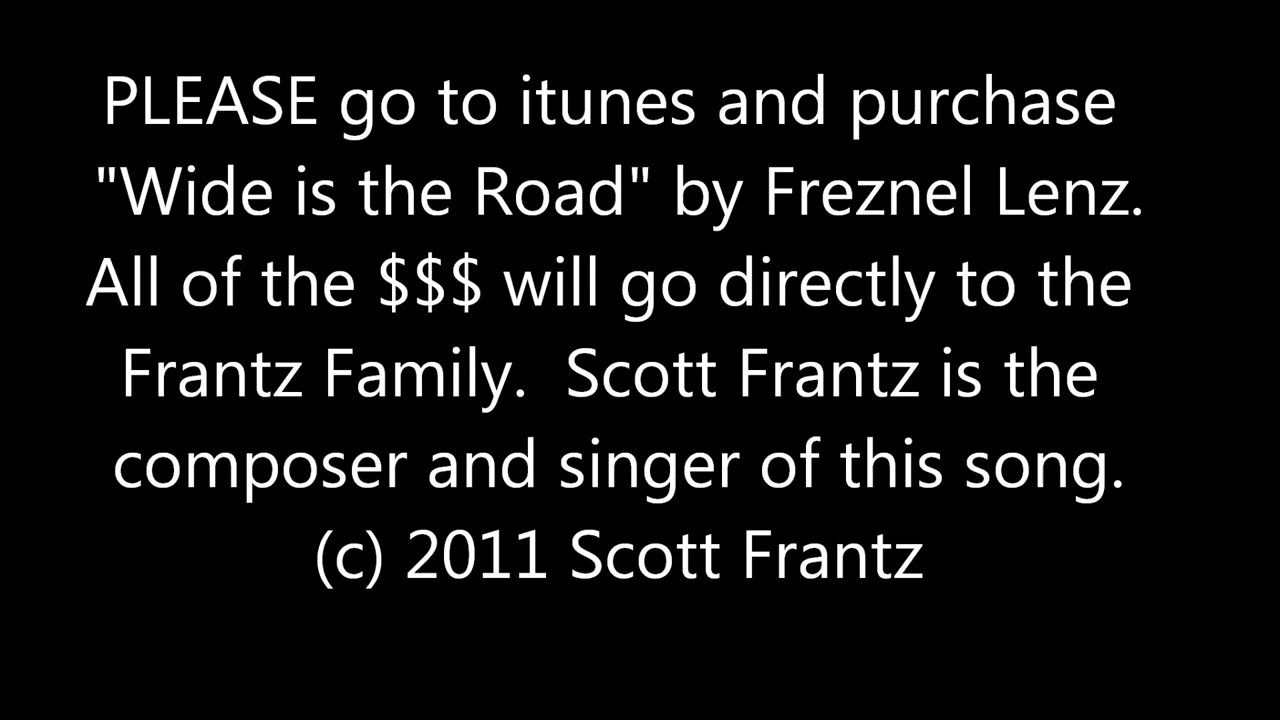 PLEASE go to itunes and purchase
"Wide is the Road" by Freznel Lenz.
All of the $$$ will go directly to the
Frantz Family.  Scott Frantz is the
composer and singer of this song.
(c) 2011 Scott Frantz